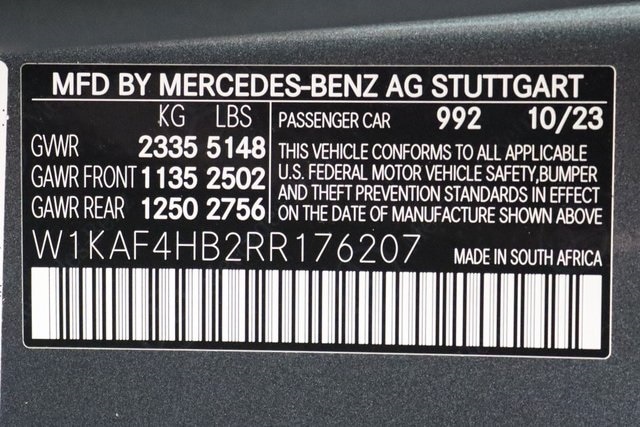 MFD BY MERCEDES-BENZ AG STUTTGART
KG LBS
GVWR 2335 5148
GAWR FRONT 1135 2502
GAWR REAR 1250 2756
PASSENGER CAR 992 10/23
THIS VEHICLE CONFORMS TO ALL APPLICABLE
U.S. FEDERAL MOTOR VEHICLE SAFETY,BUMPER
AND THEFT PREVENTION STANDARDS IN EFFECT
ON THE DATE OF MANUFACTURE SHOWN ABOVE
W1KAF4HB2RR176207 MADE IN SOUTH AFRICA